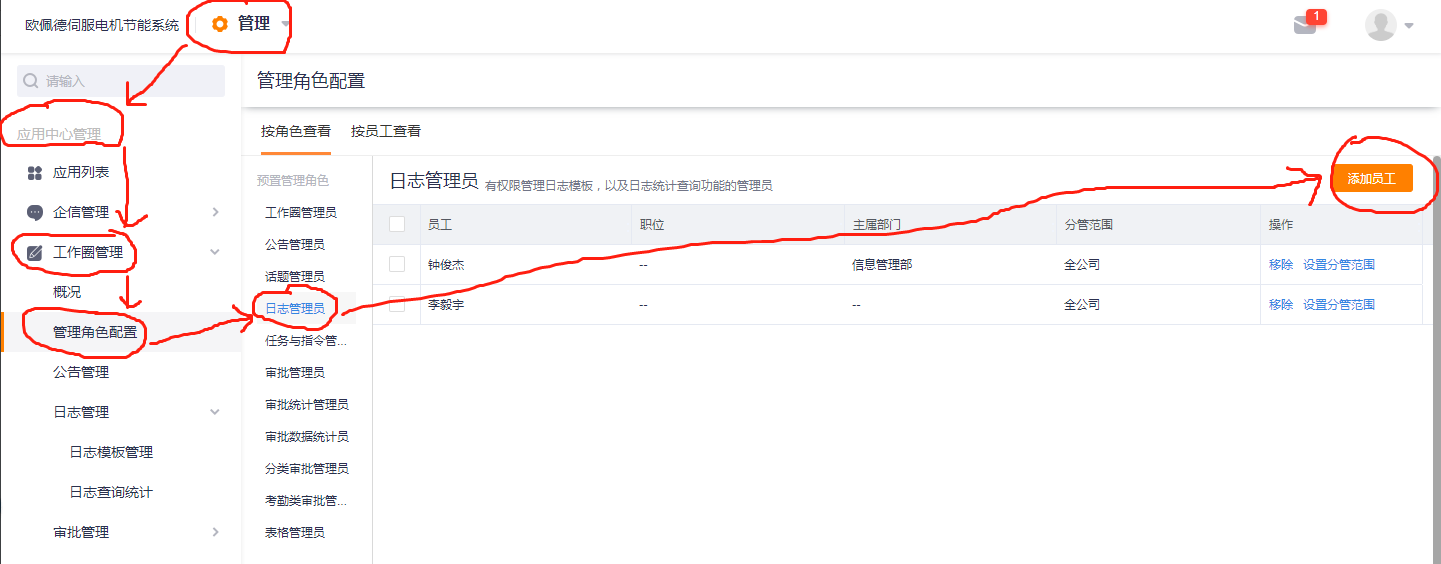 欧佩德伺服电机节能系统
管理
1
请输入
应用中心管理
应用列表
企信管理
工作圈管理
概况
管理角色配置
公告管理
日志管理
日志模板管理
日志查询统计
审批管理
管理角色配置
按角色查看 按员工查看
预置管理角色
工作圈管理员
公告管理员
话题管理员
日志管理员
任务与指令管...
审批管理员
审批统计管理员
审批数据统计员
分类审批管理员
考勤类审批管...
表格管理员
日志管理员 有权限管理日志模板，以及日志统计查询功能的管理员
添加员工
员工 职位 主属部门 分管范围 操作
钟俊杰 -- 信息管理部 全公司 移除 设置分管范围
李毅宇 -- -- 全公司 移除 设置分管范围